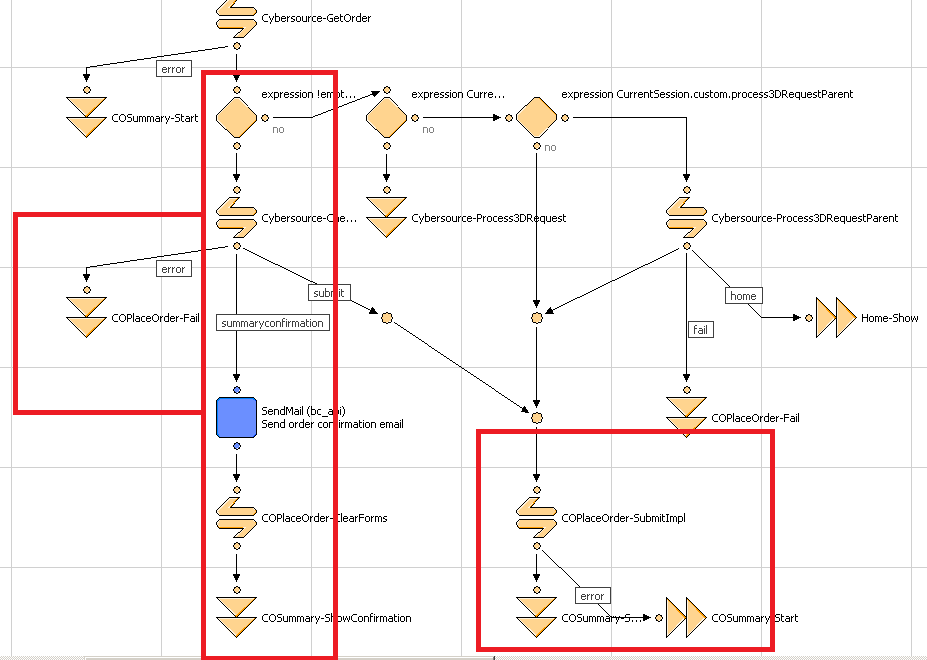 Cybersource-GetOrder
error
COSummary-Start
expression !empt...
no
expression Curre...
no
expression CurrentSession.custom.process3DRequestParent
no
Cybersource-Che...
Cybersource-Process3DRequest
Cybersource-Process3DRequestParent
error
submit
home
COPlaceOrder-Fail
summaryconfirmation
fail
Home-Show
SendMail (bc_api)
Send order confirmation email
COPlaceOrder-Fail
COPlaceOrder-ClearForms
COPlaceOrder-SubmitImpl
error
COSummary-ShowConfirmation
COSummary-S...
COSummary-Start